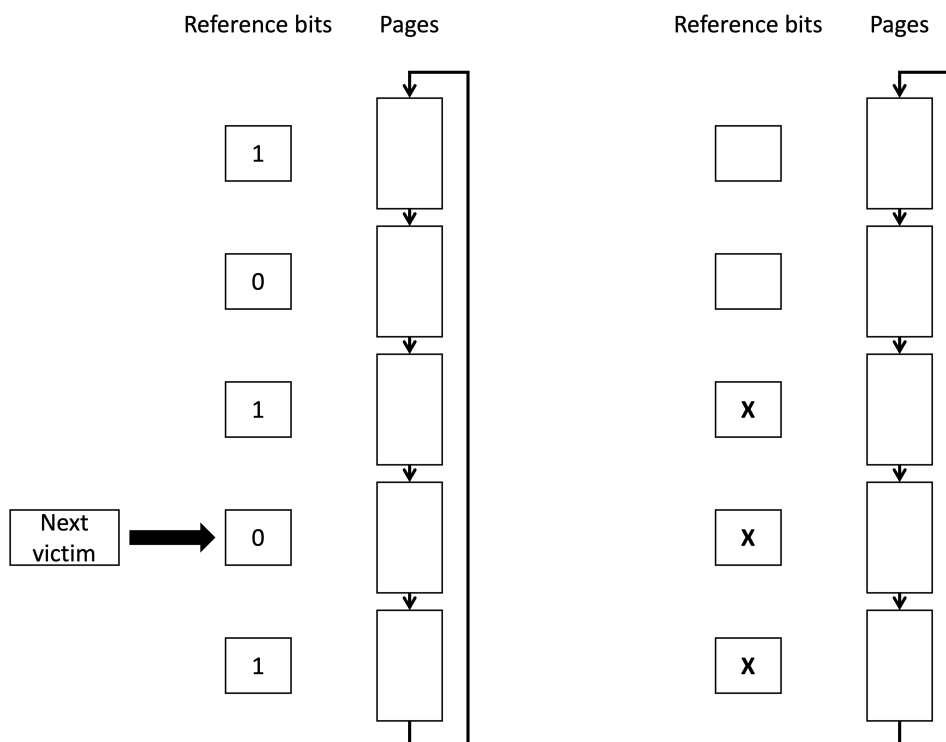 Reference bits Pages Reference bits Pages
1
0
1 X
Next
victim
0 X
1 X